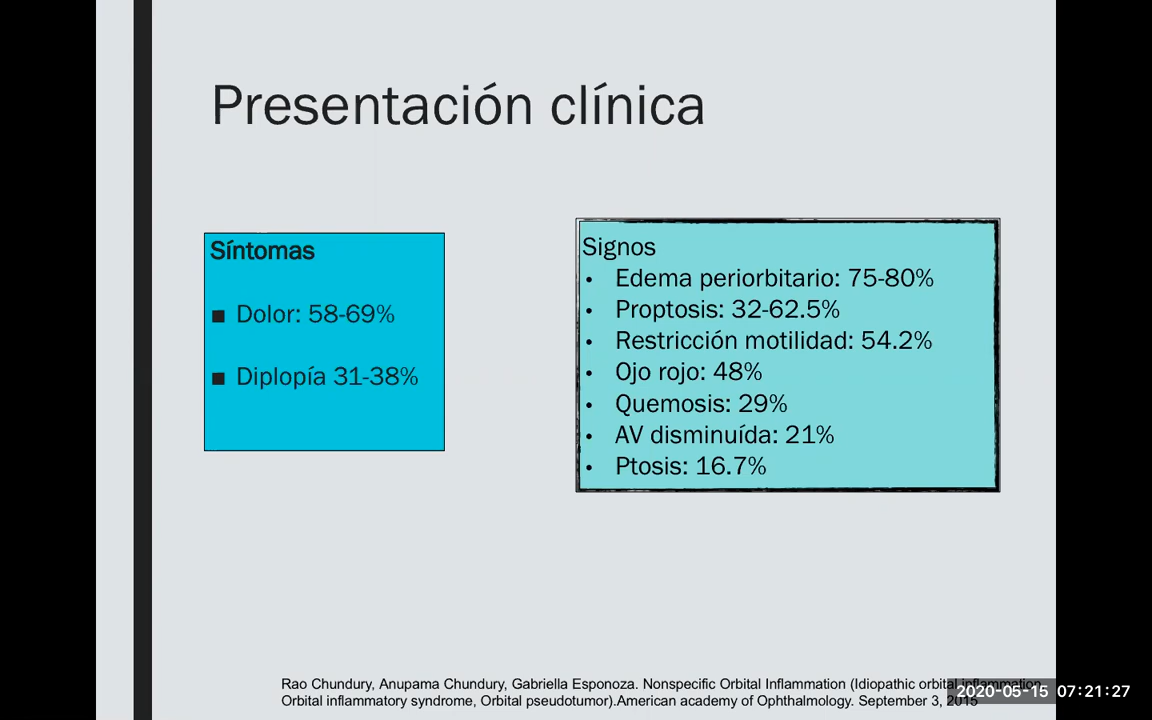 Presentación clínica
Síntomas
Dolor: 58-69%
Diplopía 31-38%
Signos
Edema periorbitario: 75-80%
Proptosis: 32-62.5%
Restricción motilidad: 54.2%
Ojo rojo: 48%
Quemosis: 29%
AV disminuída: 21%
Ptosis: 16.7%
Rao Chundury, Anupama Chundury, Gabriella Esponoza. Nonspecific Orbital Inflammation (Idiopathic orbital inflammation,
Orbital inflammatory syndrome, Orbital pseudotumor).American academy of Ophthalmology. September 3, 2015
2020-05-15 07:21:27